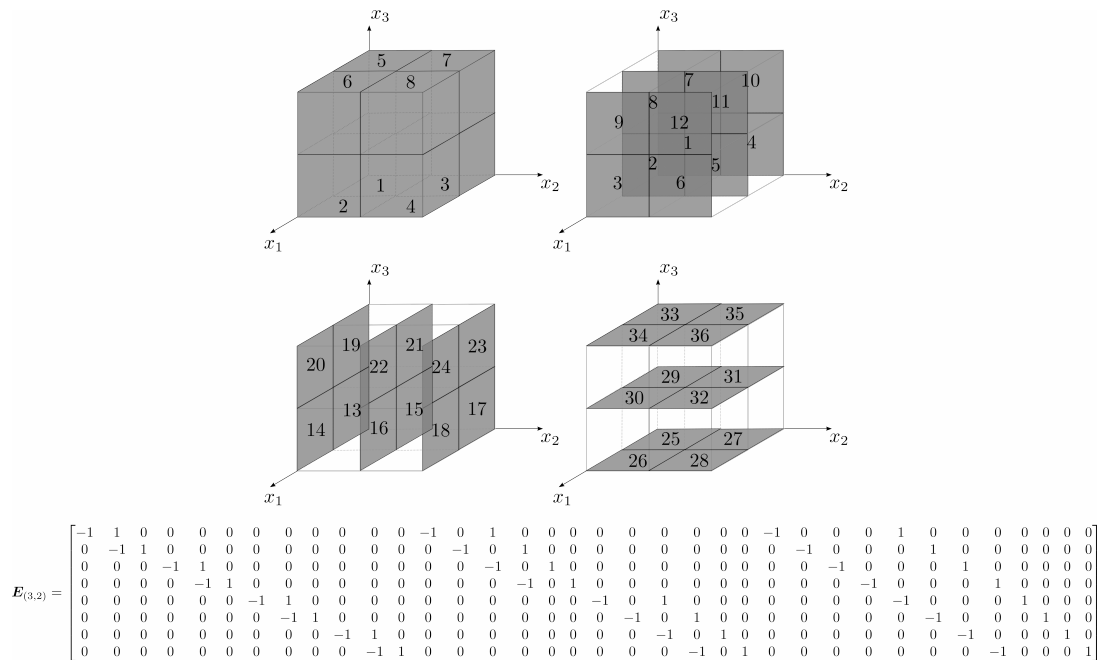 x3
x3
5 7
6 8
1 3
2 4
x2
x1
7 10
8 11
9 12
1 4
2 5
3 6
x2
x1
x3
x3
19 21 23
20 22 24
13 15 17
14 16 18
x2
x1
33 35
34 36
29 31
30 32
25 27
26 28
x2
x1
-1 1 0 0 0 0 0 0 0 0 0 0 -1 0 1 0 0 0 0 0 0 0 0 0 -1 0 0 0 1 0 0 0 0 0 0 0
0 -1 1 0 0 0 0 0 0 0 0 0 0 -1 0 1 0 0 0 0 0 0 0 0 0 -1 0 0 0 1 0 0 0 0 0 0
0 0 0 -1 1 0 0 0 0 0 0 0 0 0 -1 0 1 0 0 0 0 0 0 0 0 0 -1 0 0 0 1 0 0 0 0 0
0 0 0 0 -1 1 0 0 0 0 0 0 0 0 0 -1 0 1 0 0 0 0 0 0 0 0 0 -1 0 0 0 1 0 0 0 0
E(3,2) = 0 0 0 0 0 0 -1 1 0 0 0 0 0 0 0 0 0 0 -1 0 1 0 0 0 0 0 0 0 -1 0 0 0 1 0 0 0
0 0 0 0 0 0 0 -1 1 0 0 0 0 0 0 0 0 0 0 -1 0 1 0 0 0 0 0 0 0 -1 0 0 0 1 0 0
0 0 0 0 0 0 0 0 0 -1 1 0 0 0 0 0 0 0 0 0 -1 0 1 0 0 0 0 0 0 0 -1 0 0 0 1 0
0 0 0 0 0 0 0 0 0 0 -1 1 0 0 0 0 0 0 0 0 0 -1 0 1 0 0 0 0 0 0 0 -1 0 0 0 1